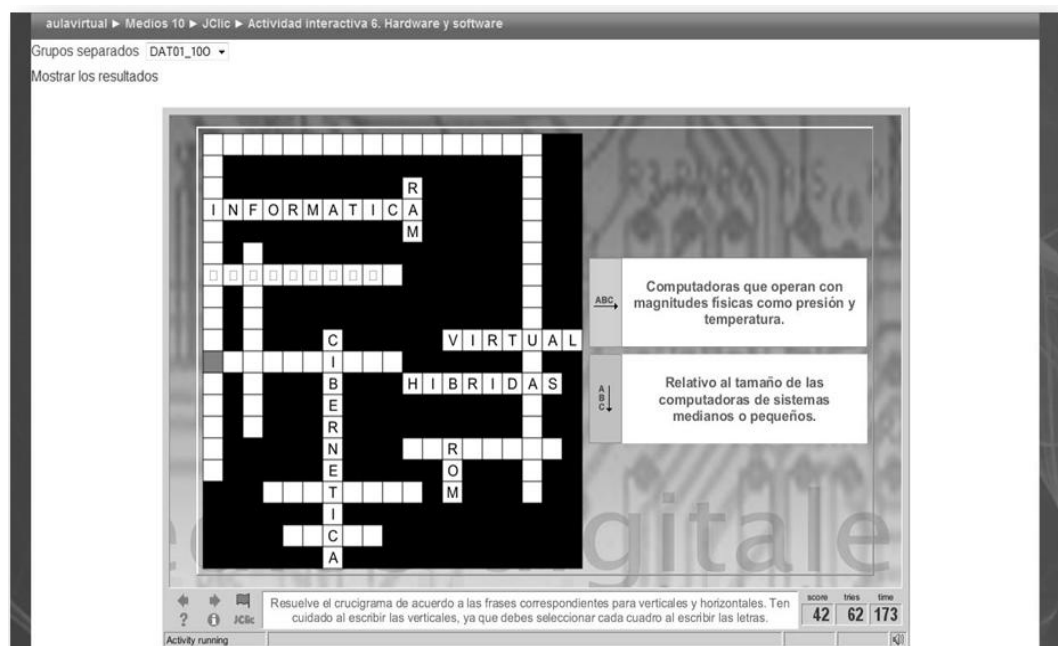 aulavirtual ► Medios 10 ► JClic ► Actividad interactiva 6. Hardware y software
Grupos separados DAT01_10O
Mostrar los resultados
R
INFORMATICA
M
C
VIRTUAL
I
B
HIBRIDAS
E
R
N
R
E
O
T
M
I
C
A
ABC
Computadoras que operan con
magnitudes físicas como presión y
temperatura.
A
B
C
Relativo al tamaño de las
computadoras de sistemas
medianos o pequeños.
gitale
Resuelve el crucigrama de acuerdo a las frases correspondientes para verticales y horizontales. Ten
cuidado al escribir las verticales, ya que debes seleccionar cada cuadro al escribir las letras.
JClic
score tries time
42 62 173
Activity running